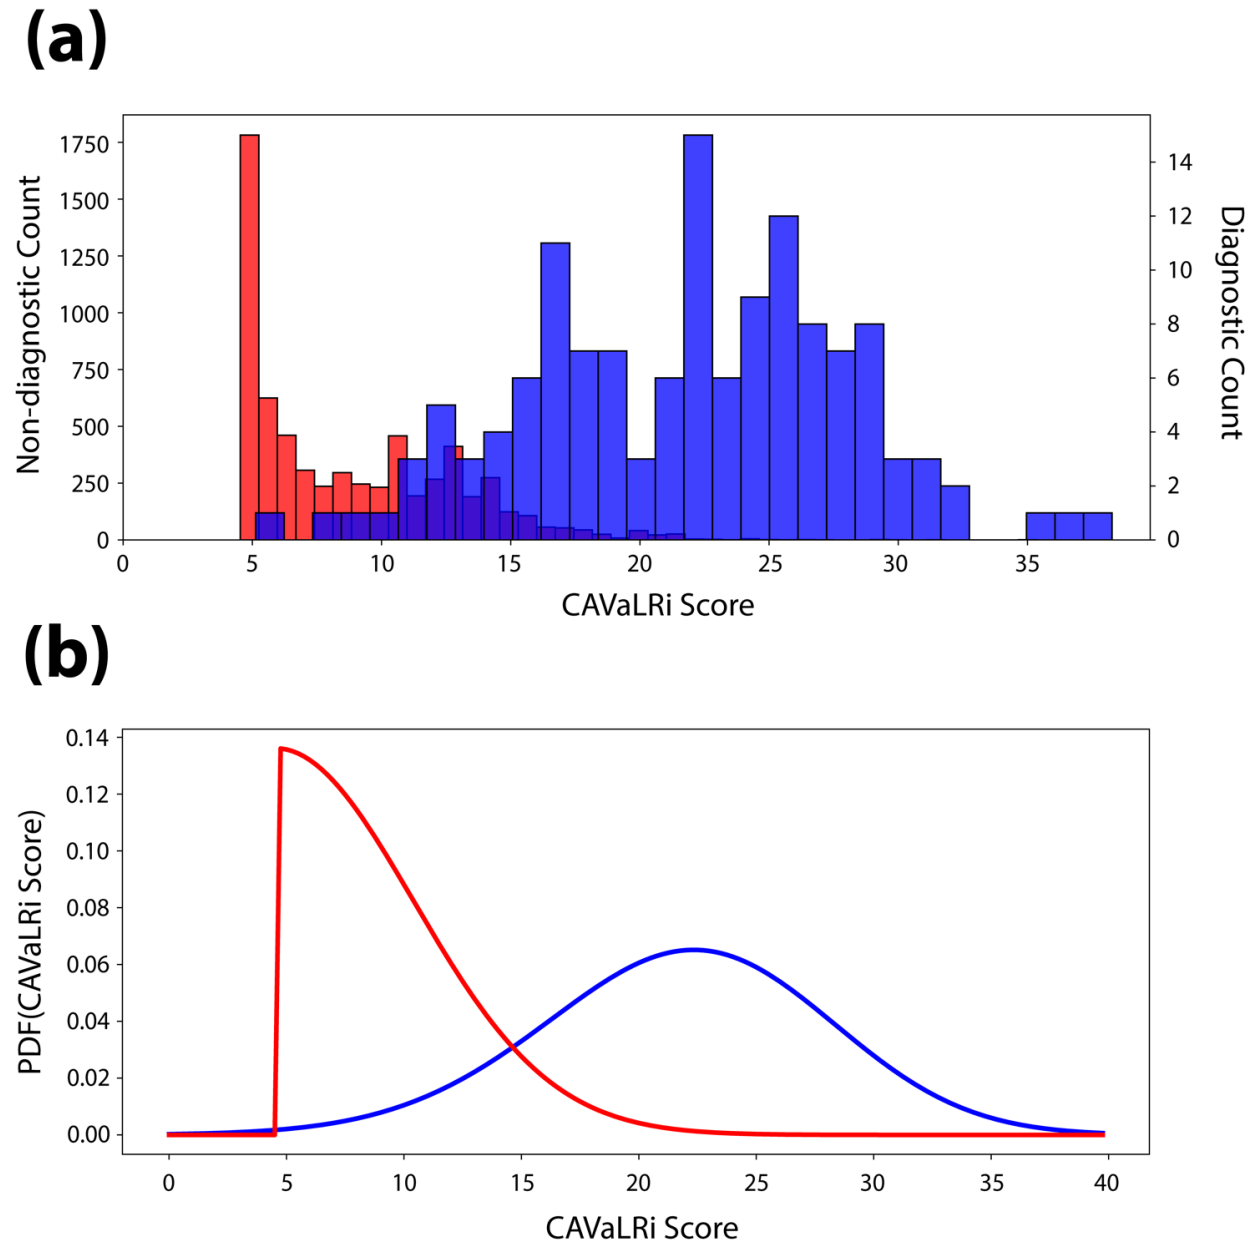 (a)
Non-diagnostic Count
1750
1500
1250
1000
750
500
250
0
14
12
10
8
6
4
2
0
Diagnostic Count
0 5 10 15 20 25 30 35
CAVaLRi Score
(b)
PDF(CAVaLRi Score)
0.14
0.12
0.10
0.08
0.06
0.04
0.02
0.00
0 5 10 15 20 25 30 35 40
CAVaLRi Score